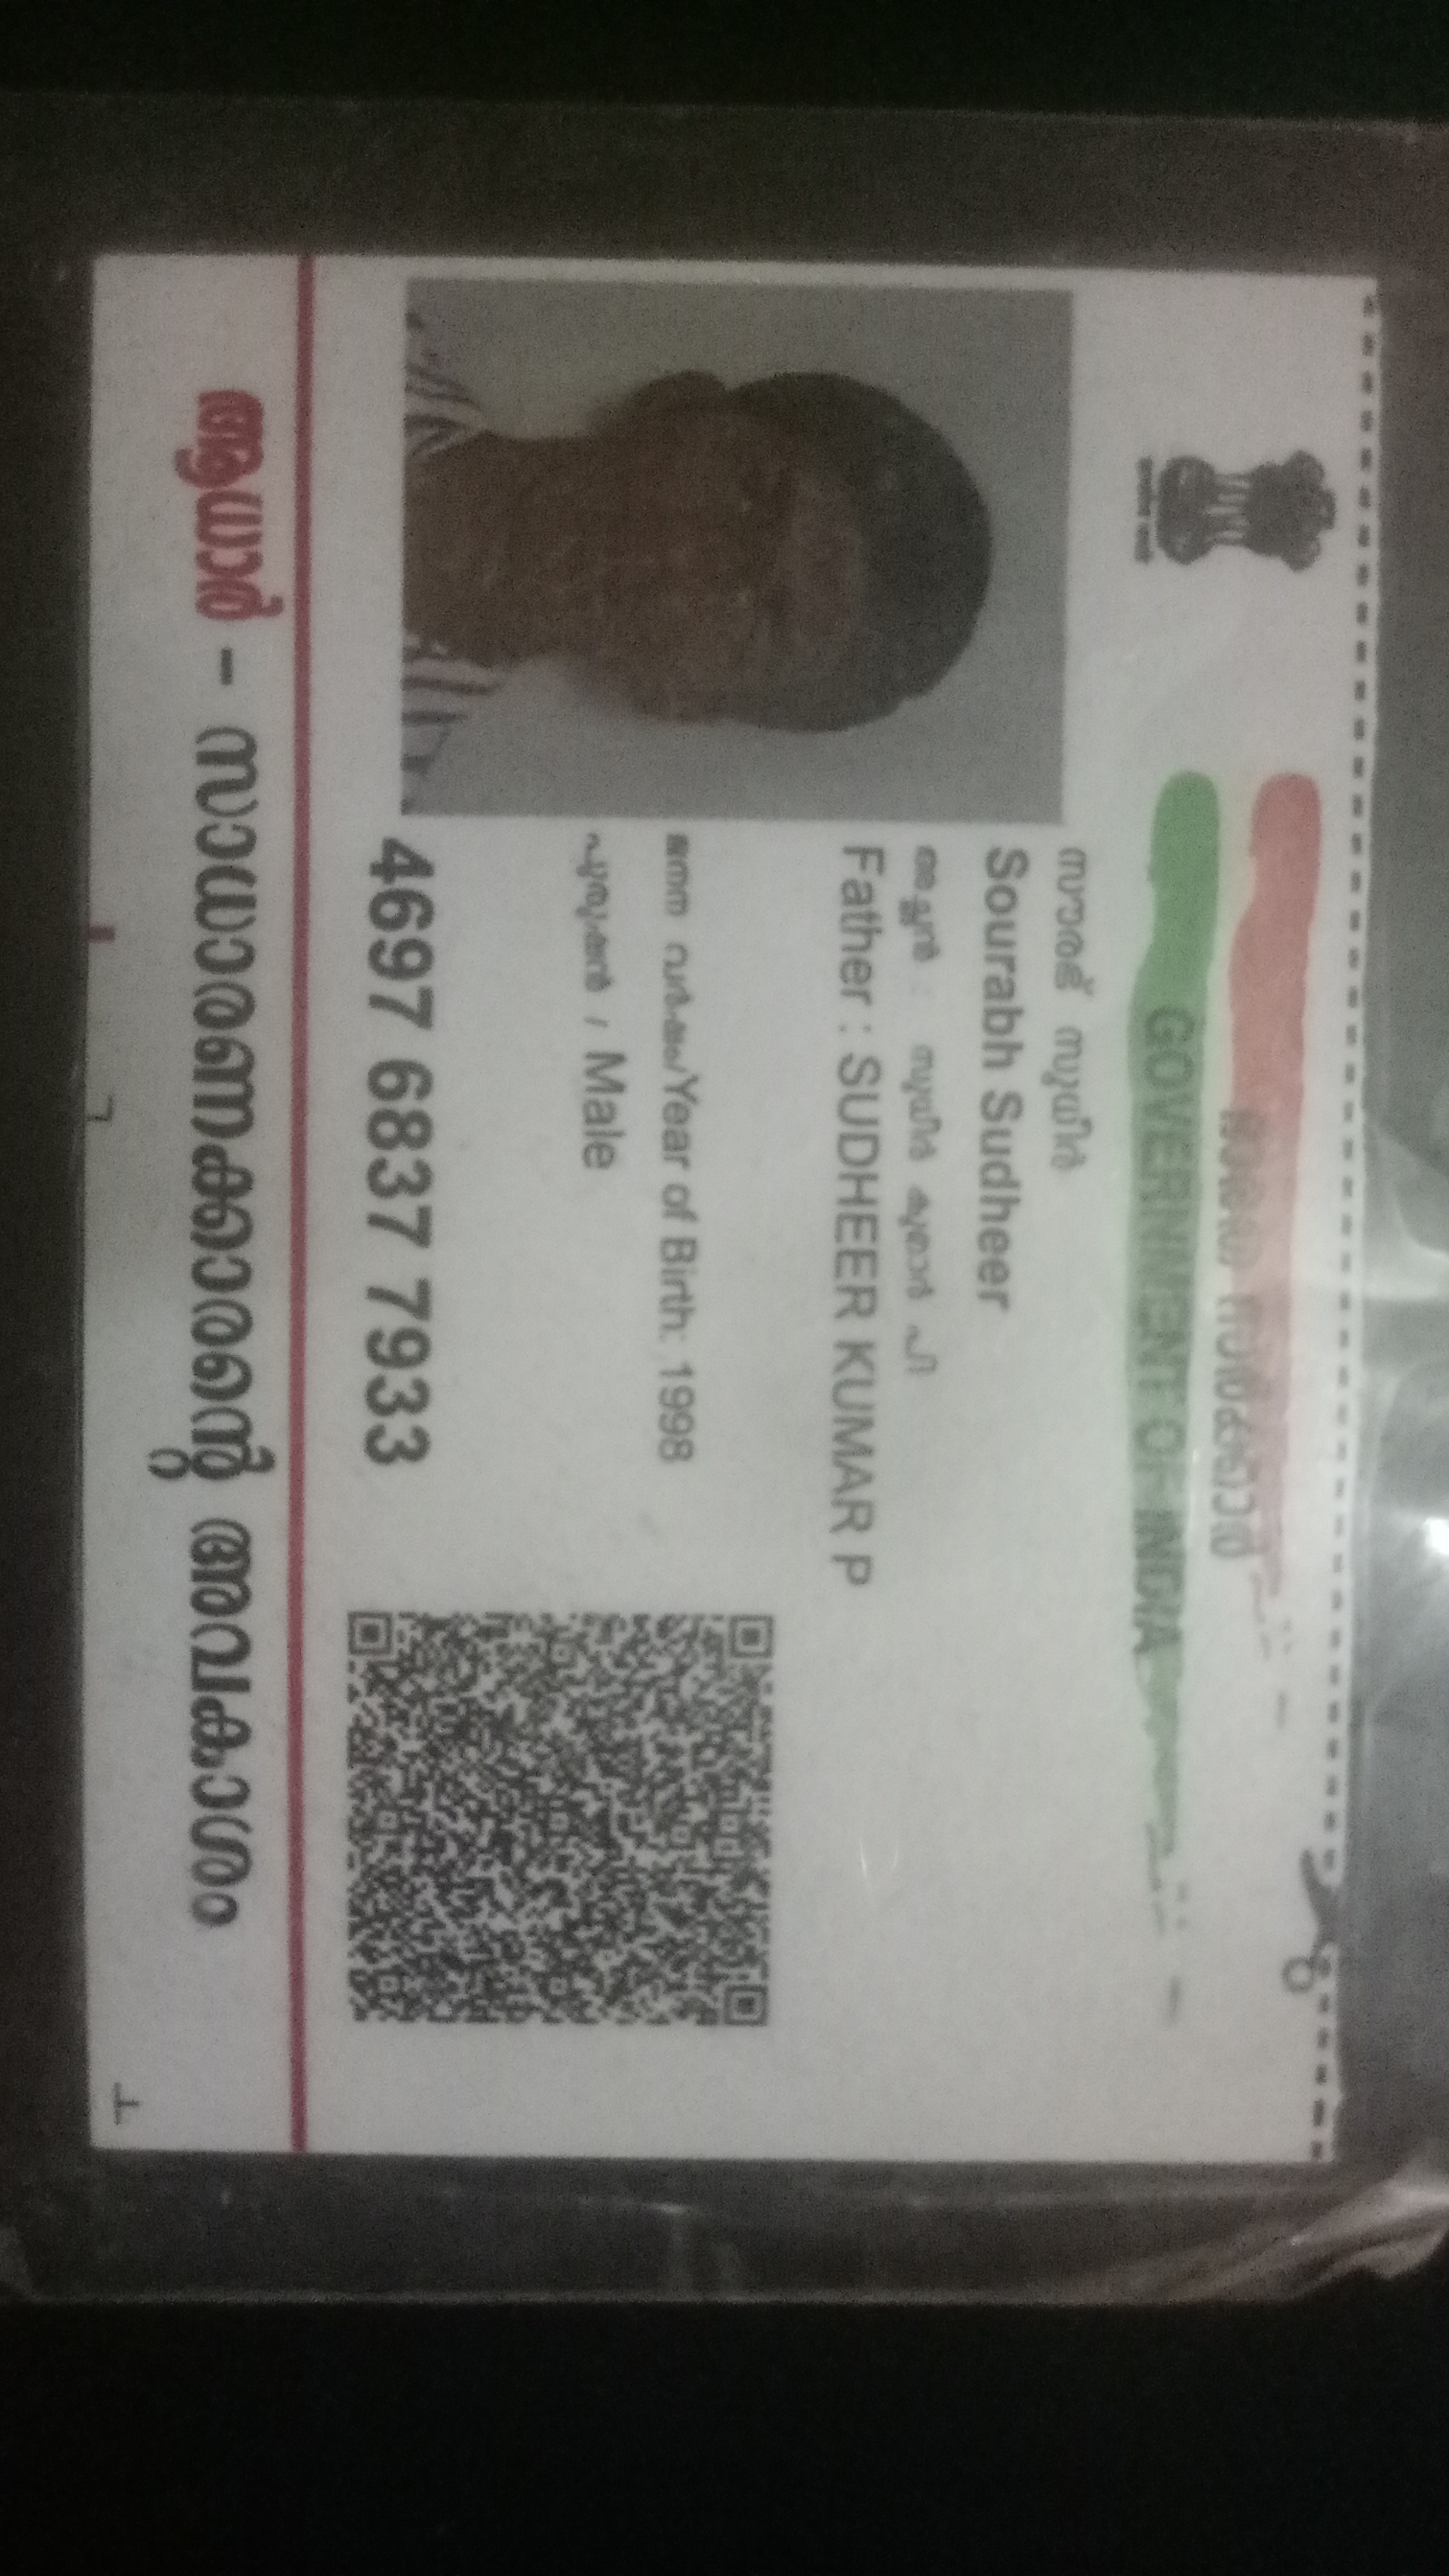 ഭാരത സർക്കാർ
GOVERNMENT OF INDIA
സൗരഭ് സുധീർ
Sourabh Sudheer
അച്ഛൻ : സുധീർ കുമാർ പി
Father : SUDHEER KUMAR P
ജനന വർഷം/Year of Birth: 1998
പുരുഷൻ / Male
4697 6837 7933
ആധാർ - സാധാരണക്കാരന്റെ അവകാശം